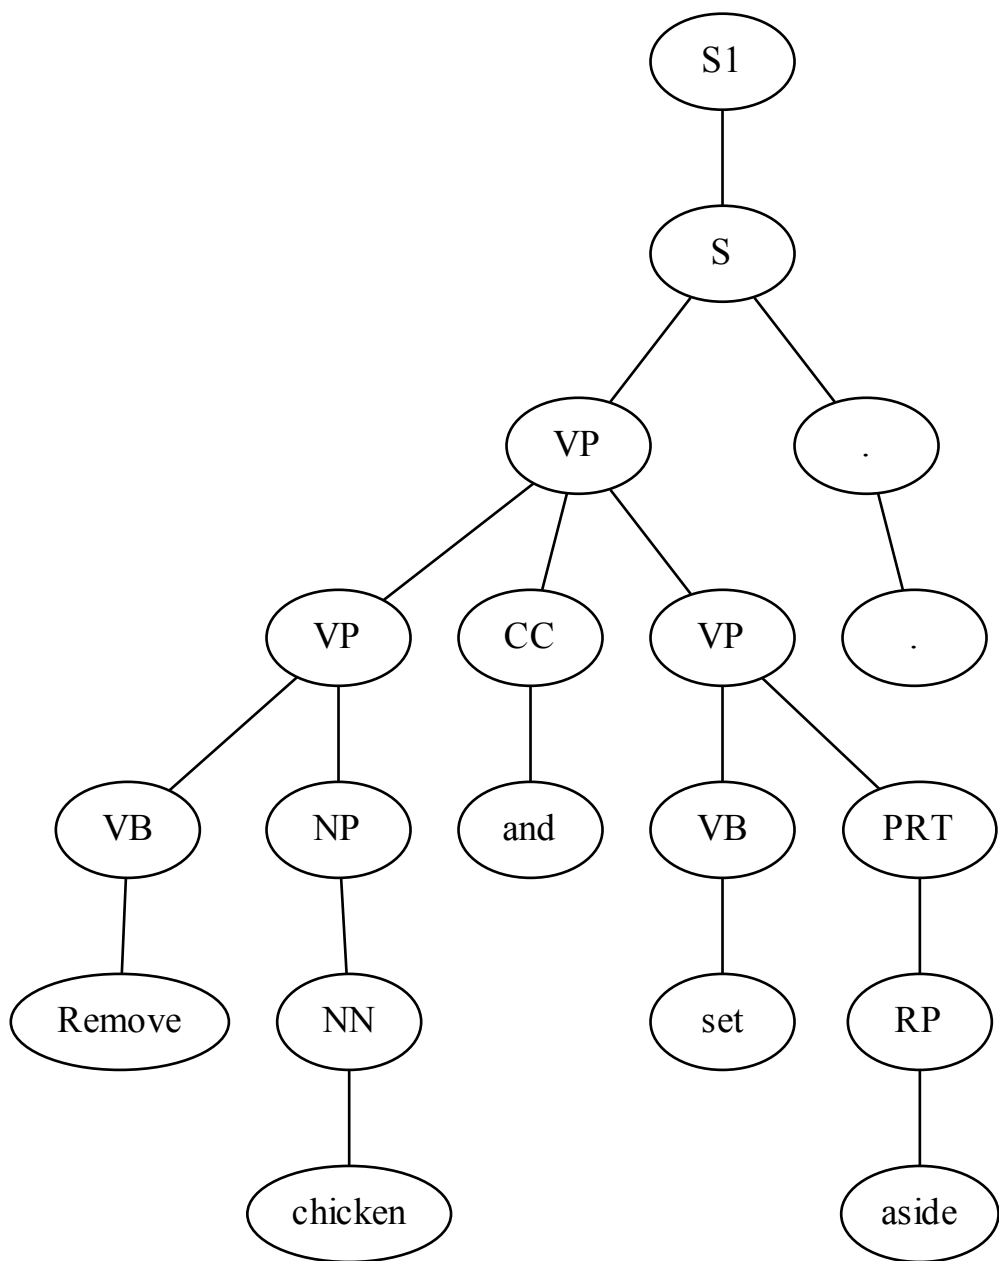 S1
S
VP .
VP CC VP .
VB NP and VB PRT
Remove NN set RP
chicken aside